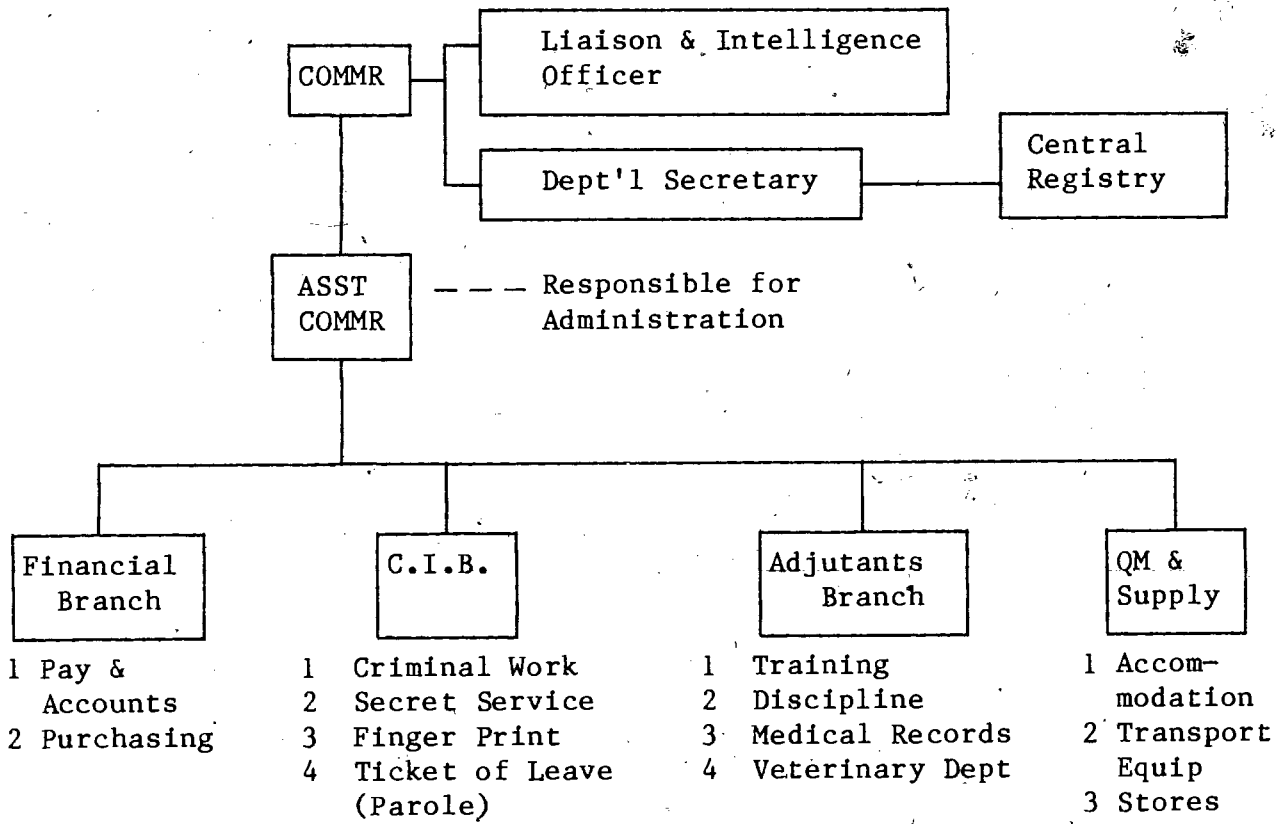 COMMR
Liaison & Intelligence
Officer
Dept'l Secretary
Central
Registry
ASST
COMMR
--- Responsible for
Administration
Financial
Branch
1 Pay &
Accounts
2 Purchasing
C.I.B.
1 Criminal Work
2 Secret Service
3 Finger Print
4 Ticket of Leave
(Parole)
Adjutants
Branch
1 Training
2 Discipline
3 Medical Records
4 Veterinary Dept
QM &
Supply
1 Accom-
modation
2 Transport
Equip
3 Stores